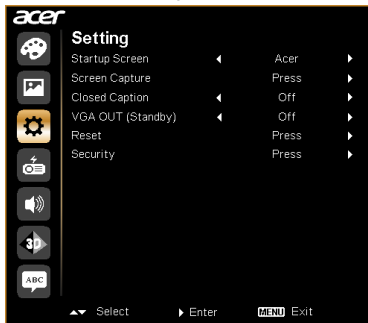 acer
Setting
Startup Screen Acer
Screen Capture Press
Closed Caption Off
VGA OUT (Standby) Off
Reset Press
Security Press
3D
ABC
Select Enter MENU Exit